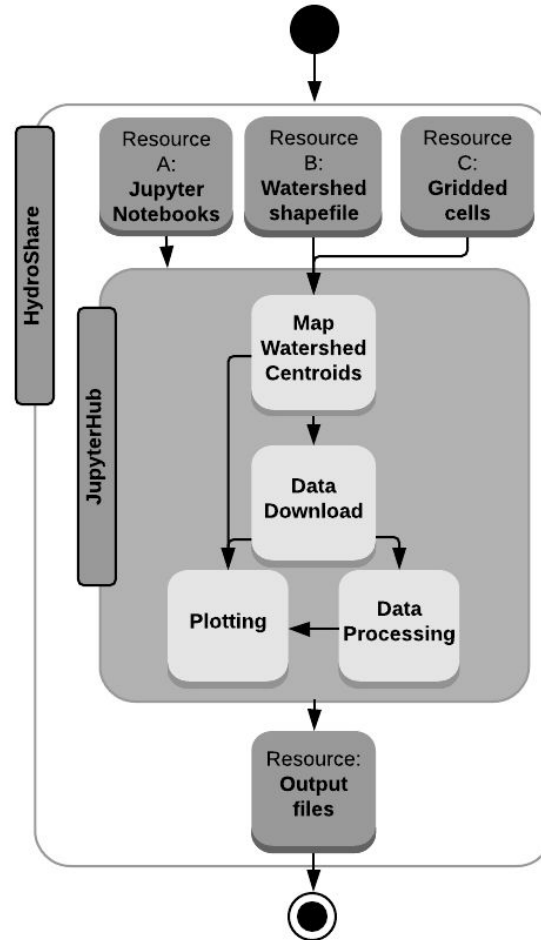 HydroShare
Resource
A:
Jupyter
Notebooks
Resource
B:
Watershed
shapefile
Resource
C:
Gridded
cells
JupyterHub
Map
Watershed
Centroids
Data
Download
Plotting
Data
Processing
Resource:
Output
files